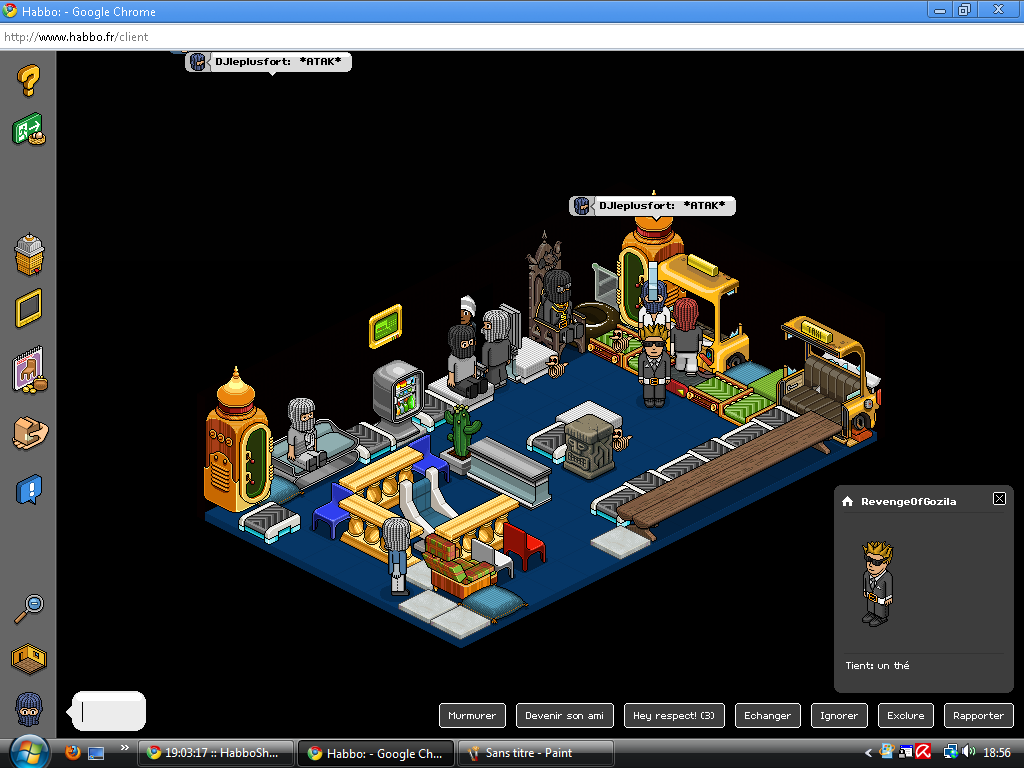 Habbo: - Google Chrome
http://www.habbo.fr/client
DJleplusfort: *ATAK*
DJleplusfort: *ATAK*
TAXI
RevengeOfGozila
Tient: un thé
Murmurer
Devenir son ami
Hey respect! (3)
Echanger
Ignorer
Exclure
Rapporter
19:03:17 :: HabboSh...
Habbo: - Google Ch...
Sans titre - Paint
18:56